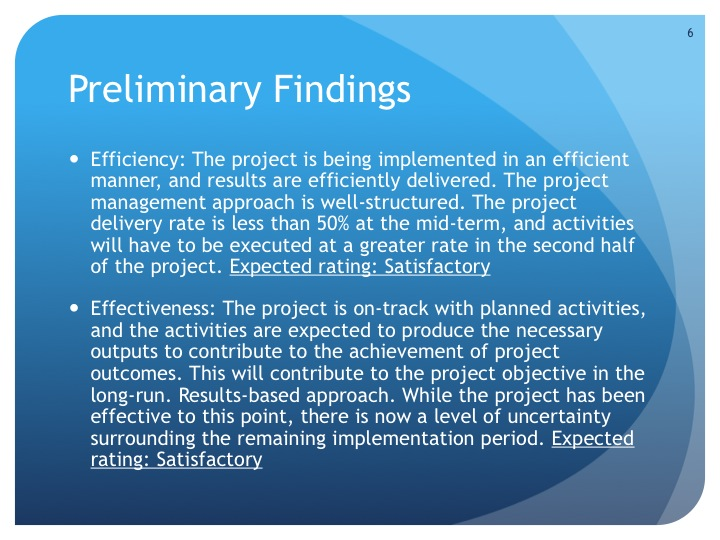 6
Preliminary Findings
• Efficiency: The project is being implemented in an efficient
manner, and results are efficiently delivered. The project
management approach is well-structured. The project
delivery rate is less than 50% at the mid-term, and activities
will have to be executed at a greater rate in the second half
of the project. Expected rating: Satisfactory
• Effectiveness: The project is on-track with planned activities,
and the activities are expected to produce the necessary
outputs to contribute to the achievement of project
outcomes. This will contribute to the project objective in the
long-run. Results-based approach. While the project has been
effective to this point, there is now a level of uncertainty
surrounding the remaining implementation period. Expected
rating: Satisfactory